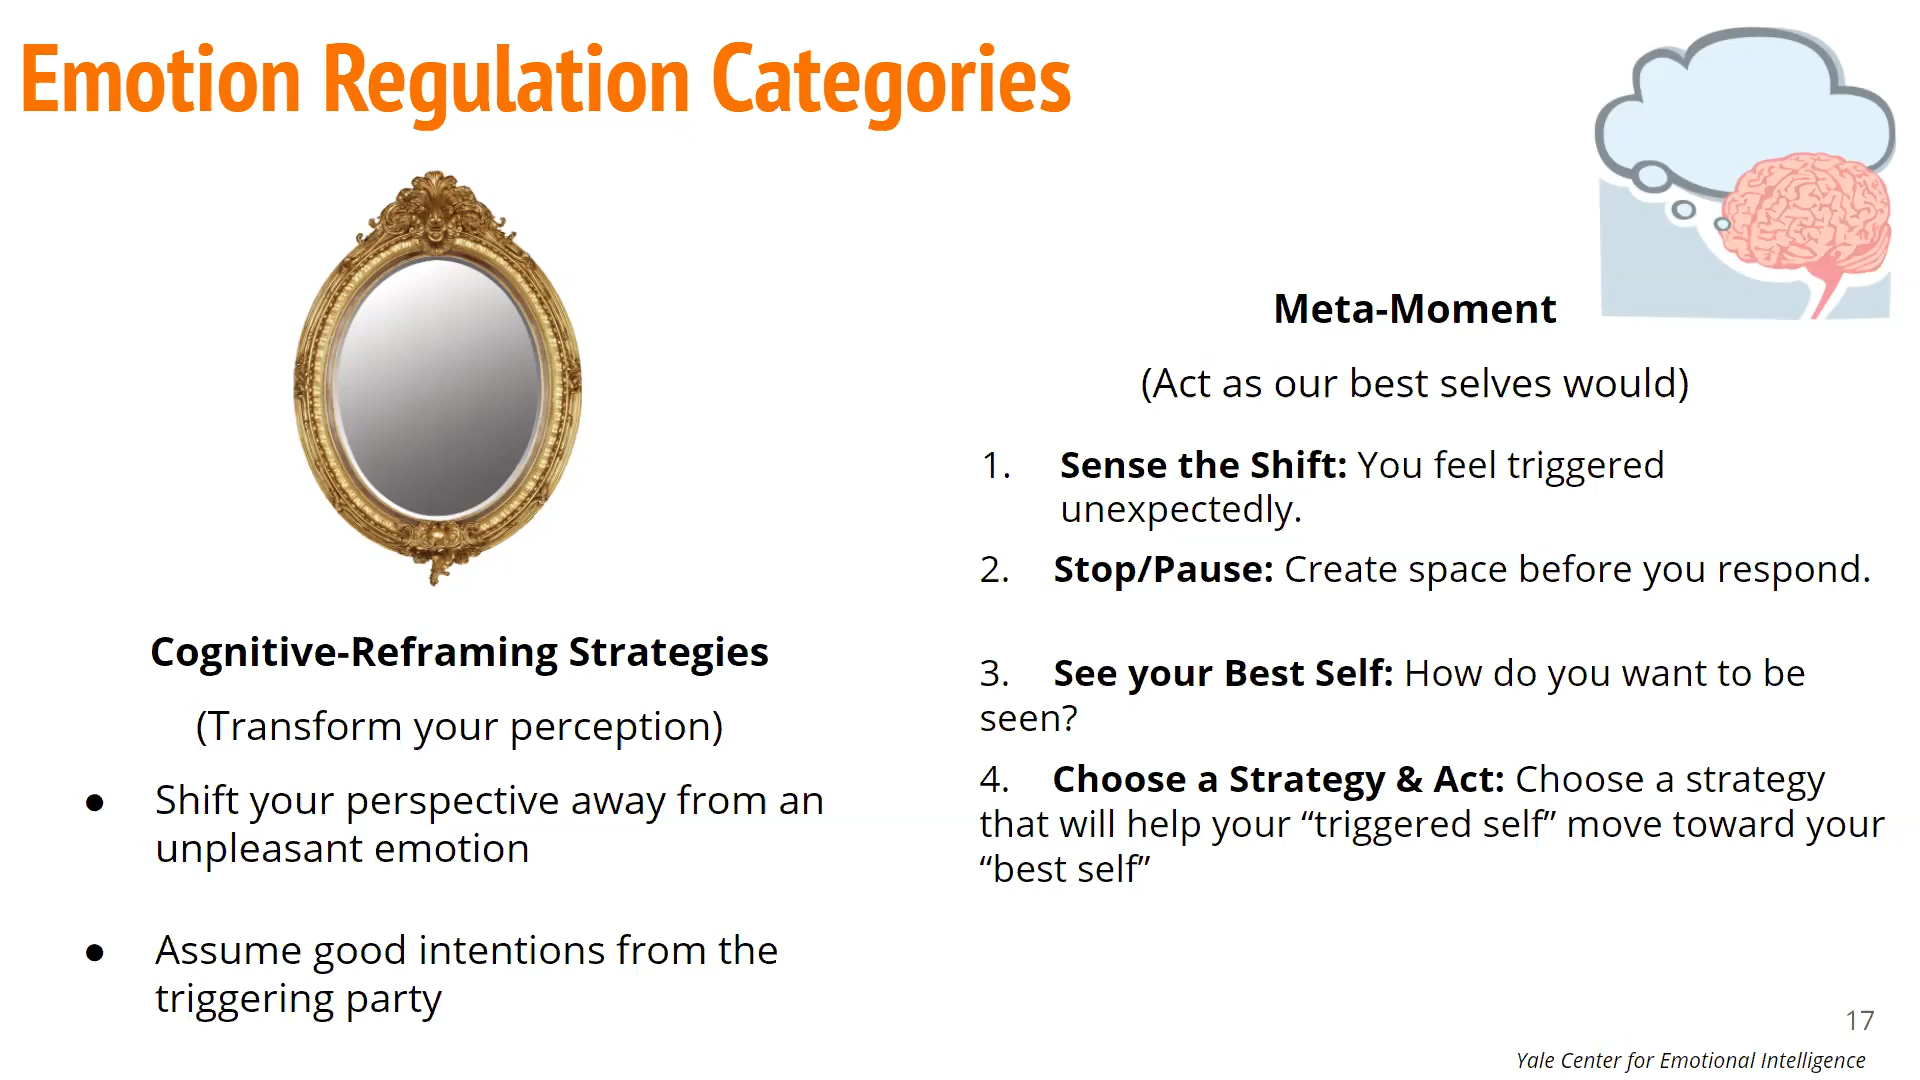 Emotion Regulation Categories
Cognitive-Reframing Strategies
(Transform your perception)
● Shift your perspective away from an
unpleasant emotion
● Assume good intentions from the
triggering party
Meta-Moment
(Act as our best selves would)
1. Sense the Shift: You feel triggered
unexpectedly.
2. Stop/Pause: Create space before you respond.
3. See your Best Self: How do you want to be
seen?
4. Choose a Strategy & Act: Choose a strategy
that will help your “triggered self” move toward your
“best self”
17
Yale Center for Emotional Intelligence